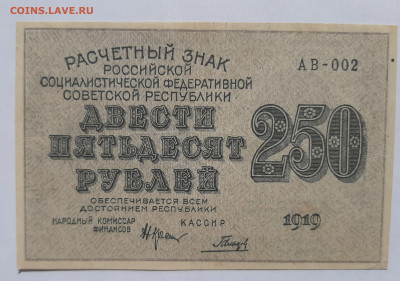 COINS.LAVE.RU
РАСЧЕТНЫЙ ЗНАК
РОССИЙСКОЙ
СОЦИАЛИСТИЧЕСКОЙ ФЕДЕРАТИВНОЙ
СОВЕТСКОЙ РЕСПУБЛИКИ
АВ-002
ДВЕСТИ
ПЯТЬДЕСЯТ
РУБЛЕЙ
250
ОБЕСПЕЧИВАЕТСЯ ВСЕМ
ДОСТОЯНИЕМ РЕСПУБЛИКИ
НАРОДНЫЙ КОМИССАР
ФИНАНСОВ
КАССИР
1919